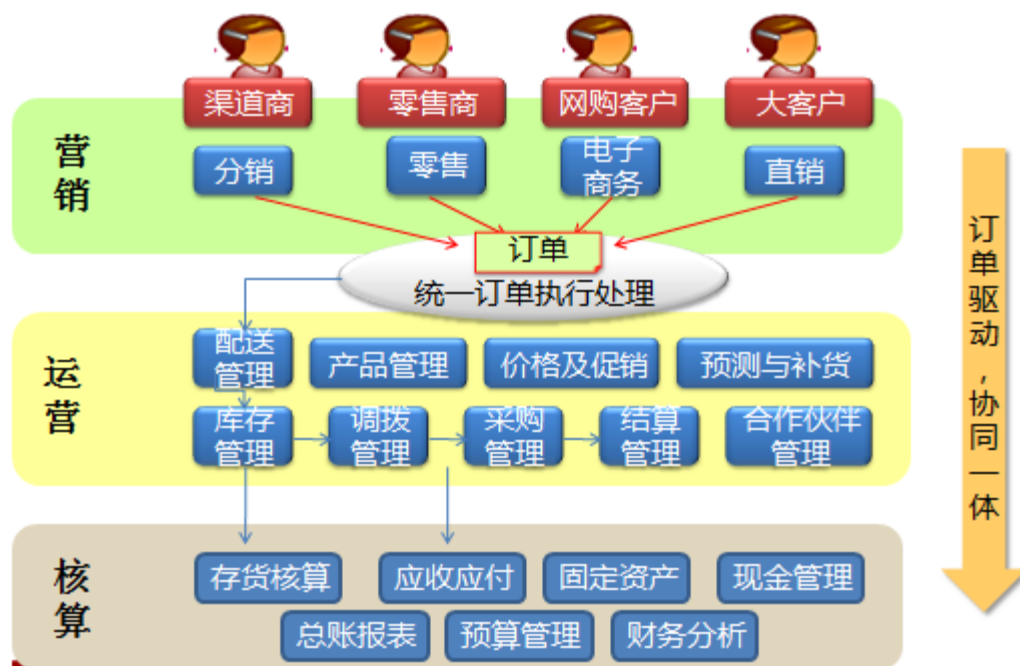 渠道商
零售商
网购客户
大客户
营
销
分销
零售
电子
商务
直销
订单
统一订单执行处理
运
营
配送
管理
产品管理
价格及促销
预测与补货
库存
管理
调拨
管理
采购
管理
结算
管理
合作伙伴
管理
核
算
存货核算
应收应付
固定资产
现金管理
总账报表
预算管理
财务分析
订单驱动,协同一体